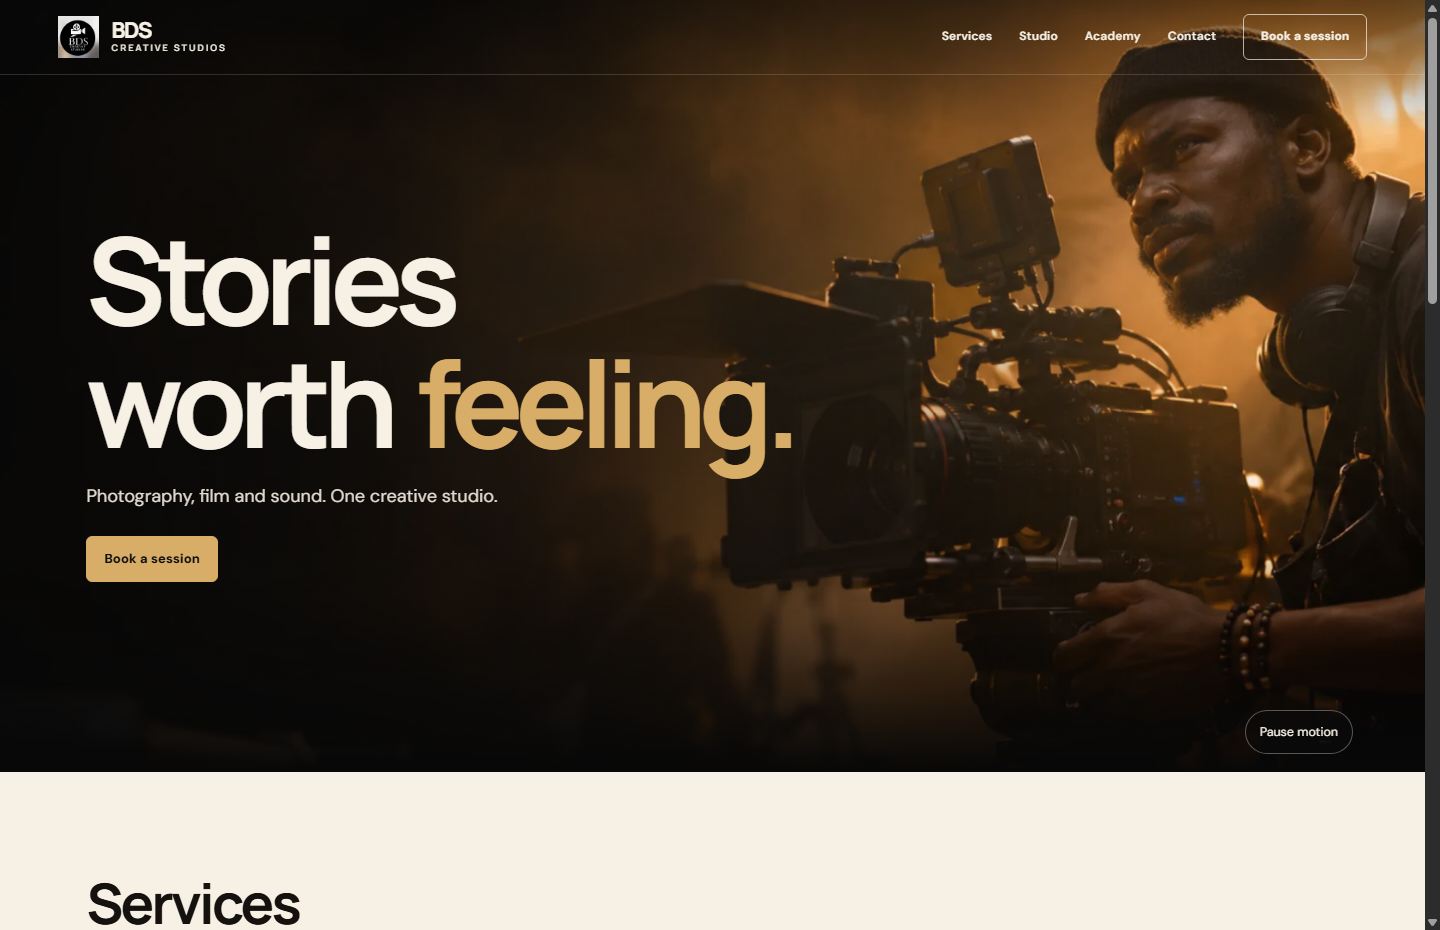 BDS
CREATIVE STUDIOS
BDS
Services
Studio
Academy
Contact
Book a session
Stories
worth feeling.
Photography, film and sound. One creative studio.
Book a session
Pause motion
Services